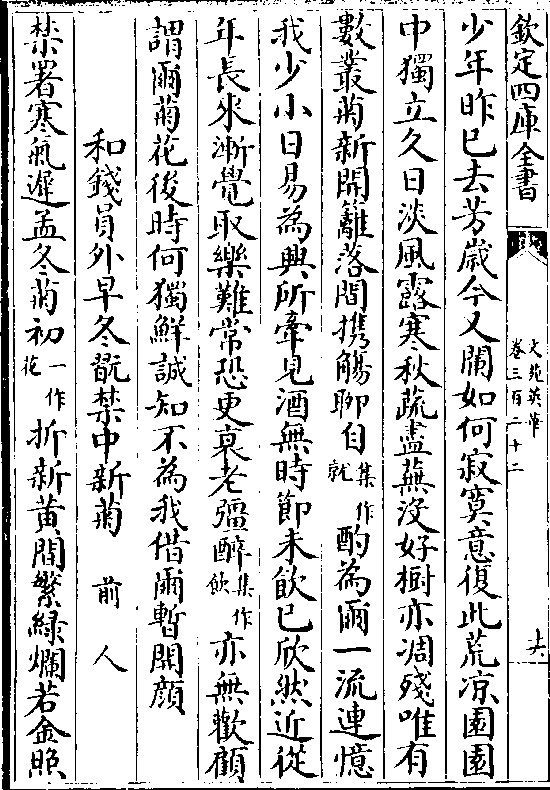 欽定四庫全書
文苑英華
卷三百二十二
十六
少年昨已去芳歲今又闌如何寂寞意復此荒凉園園
中獨立久日淡風露寒秋蔬盡蕪没好樹亦凋殘唯有
數叢菊新開籬落間携觴聊自集作就酌為爾一流連憶
我少小日易為興所牽見酒無時節未飲已欣然近從
年長來漸覺取樂難常恐更衰老彊醉集作飲亦無歡顧
謂爾菊花後時何獨鮮誠知不為我借爾暫開顔
和錢員外早冬翫禁中新菊 前人
禁署寒氣遲孟冬菊初一作花折新黄間繁緑爛若金照